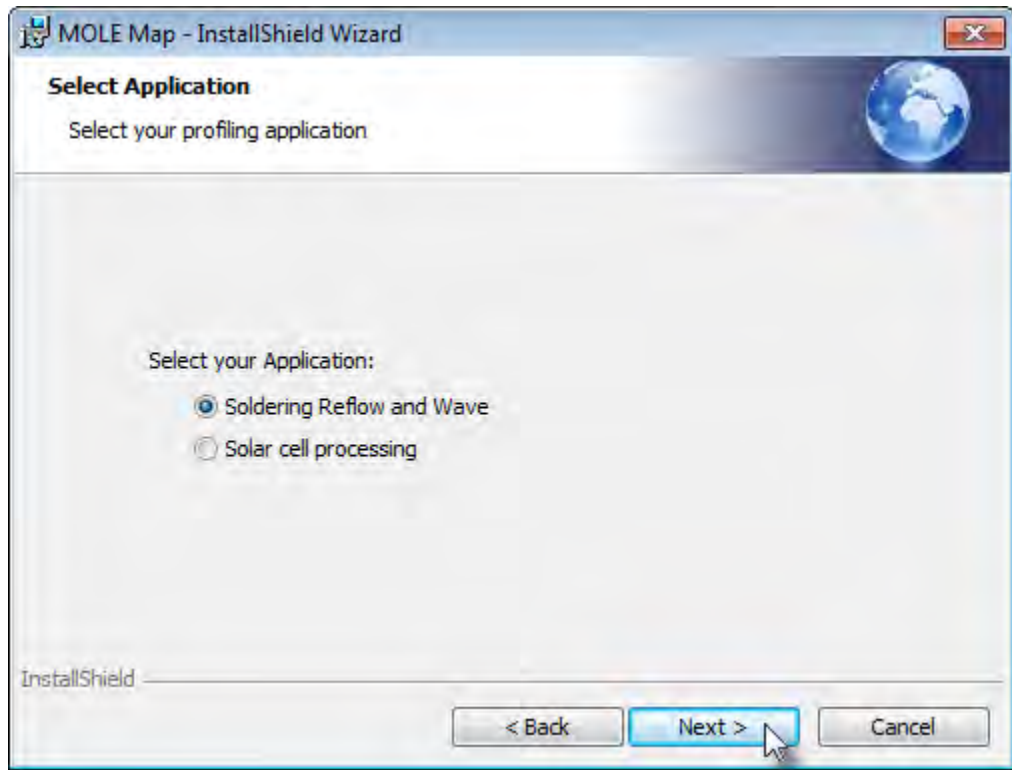 MOLE Map - InstallShield Wizard
Select Application
Select your profiling application
Select your Application:
Soldering Reflow and Wave
Solar cell processing
InstallShield
< Back Next > Cancel